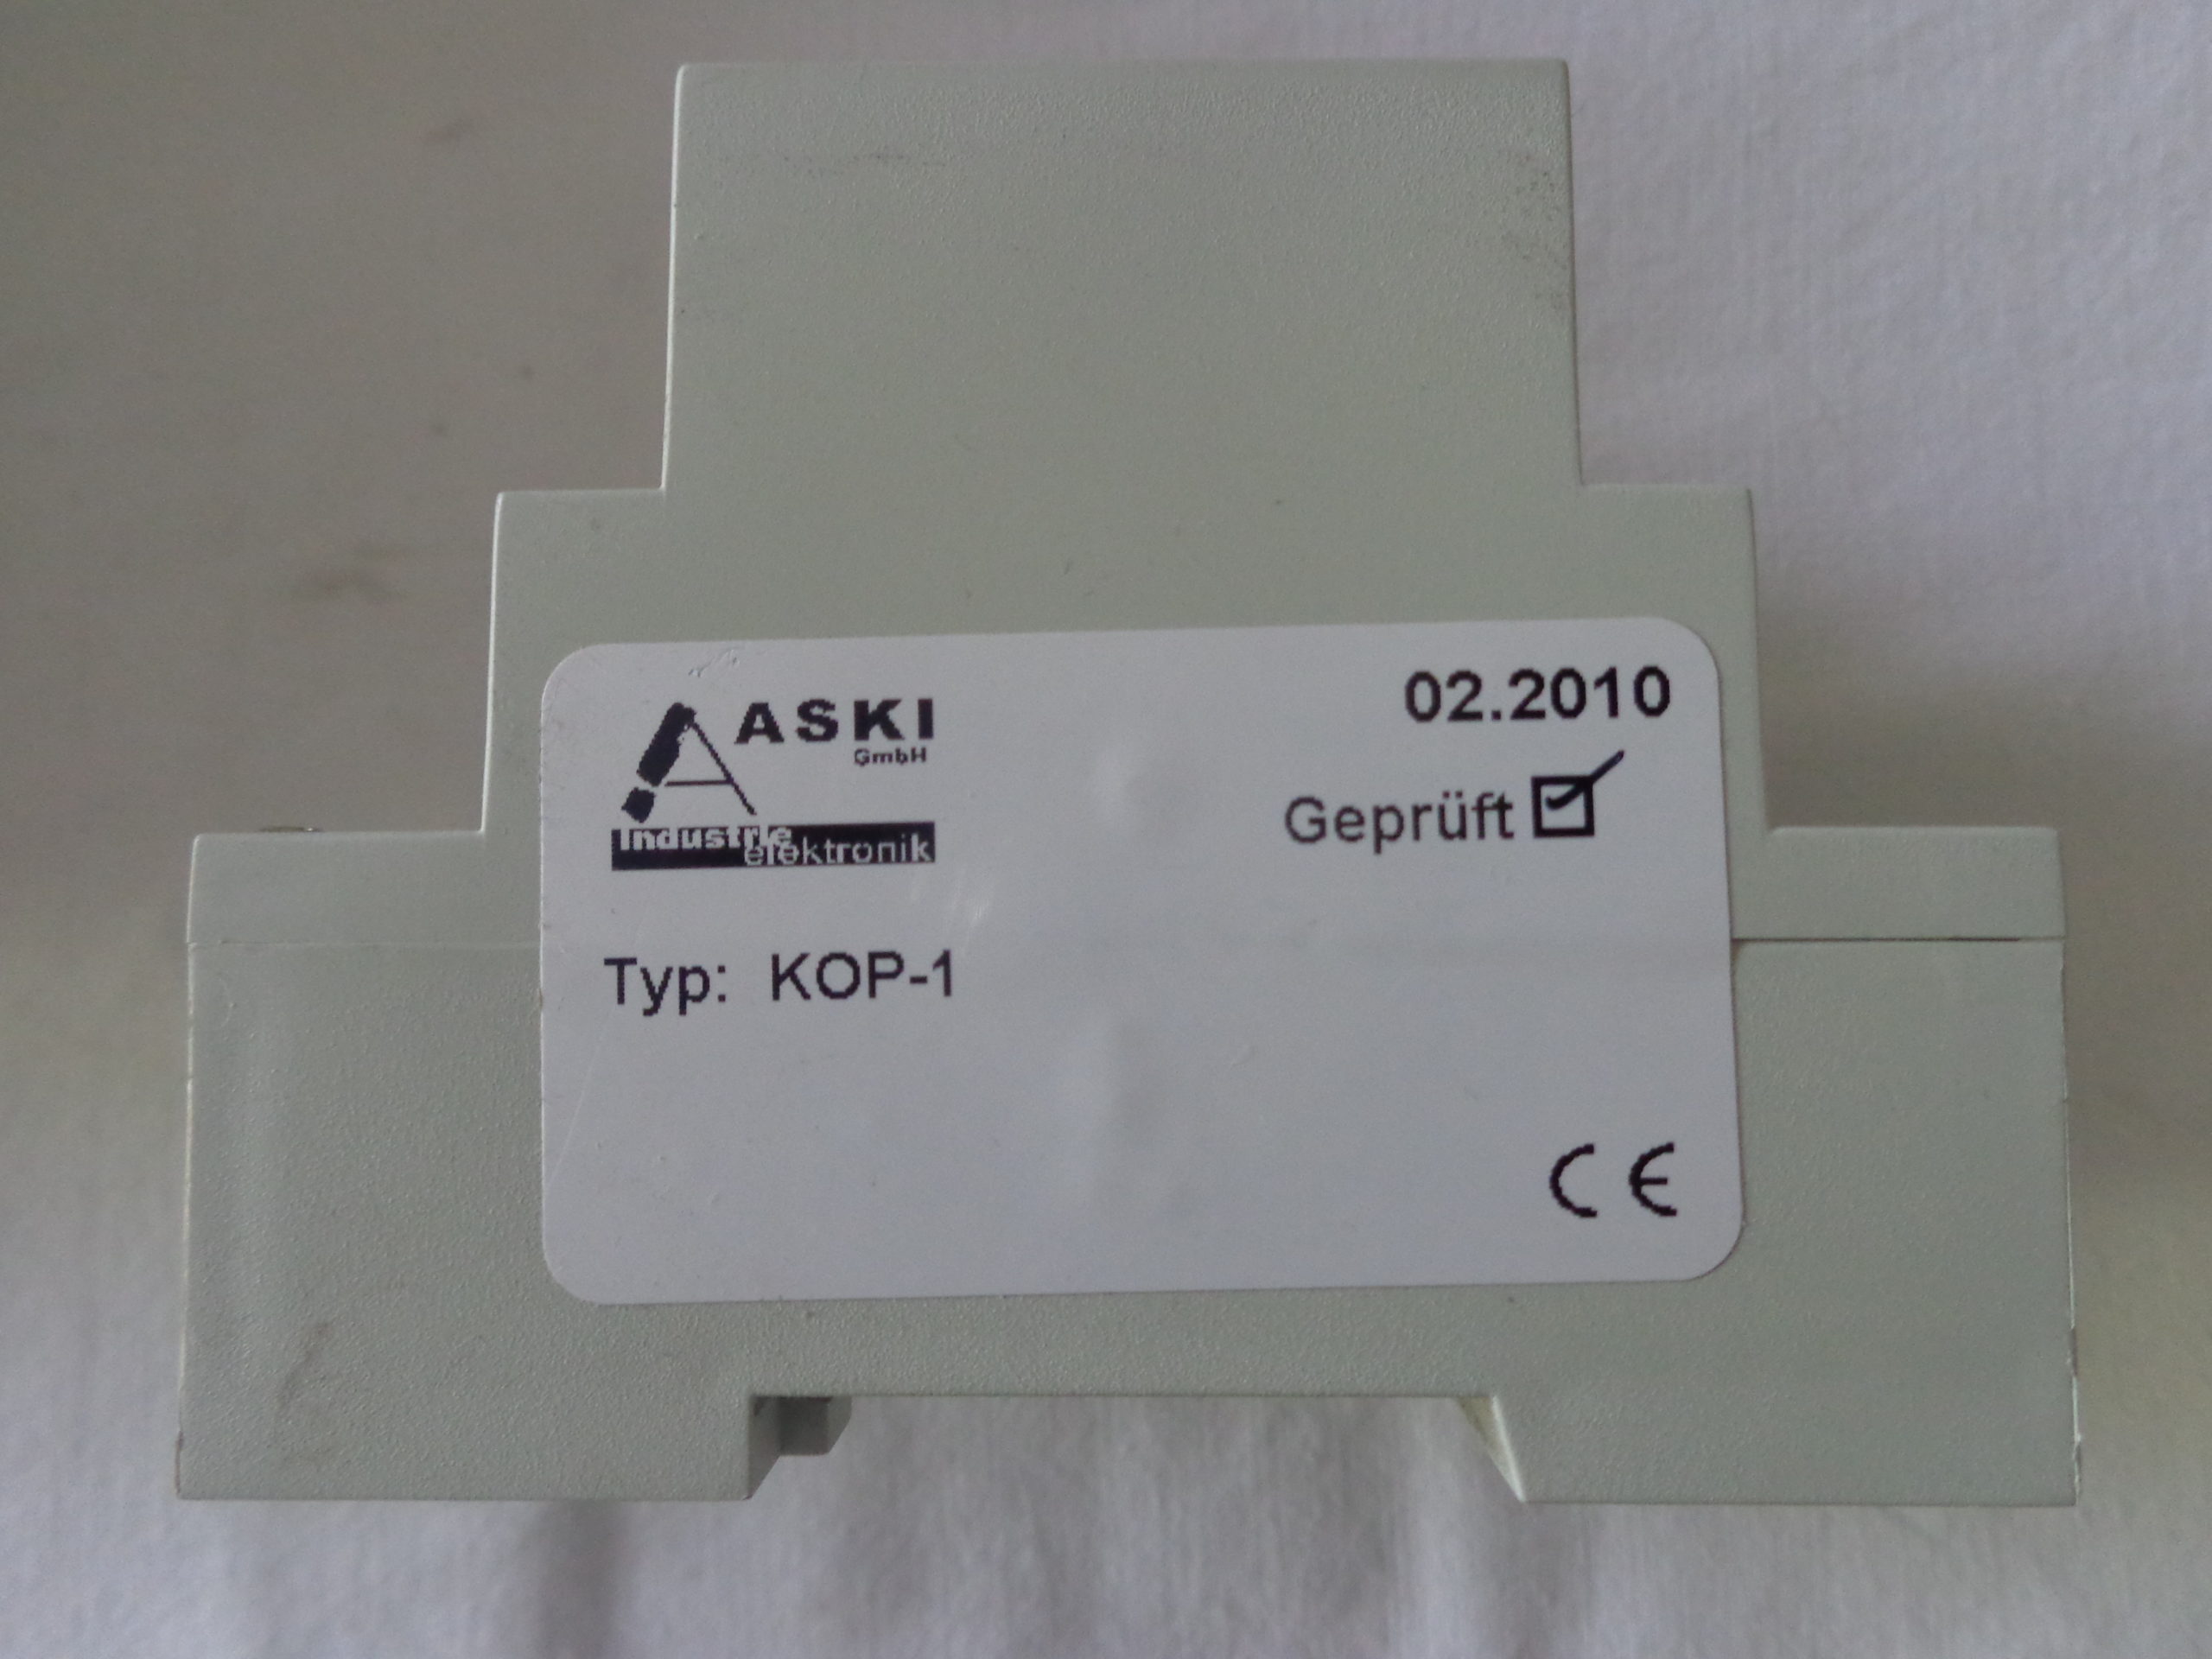 ASKI
GmbH
Industrie
elektronik
02.2010
Geprüft
Typ: KOP-1
CE